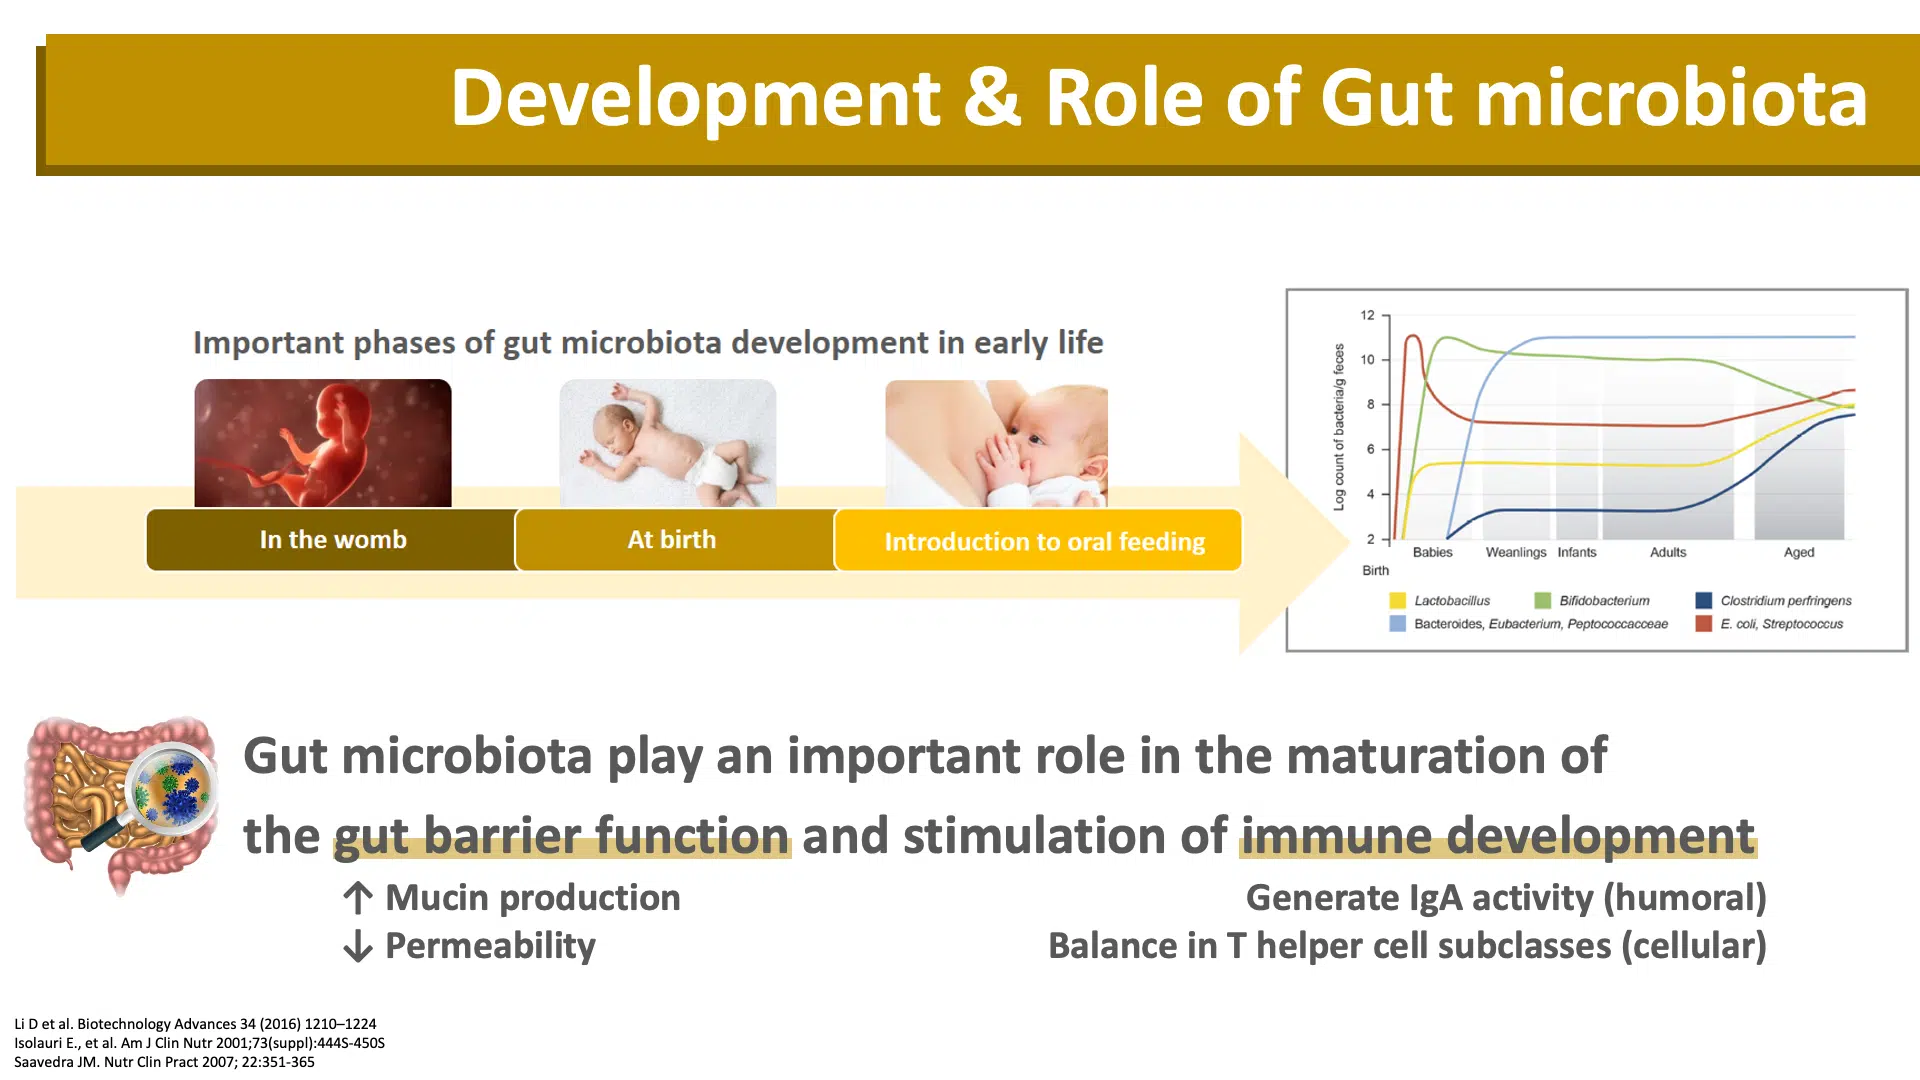 Development & Role of Gut microbiota
Important phases of gut microbiota development in early life
In the womb
At birth
Introduction to oral feeding
Log count of bacteria/g feces
12
10
8
6
4
2
Birth
Babies
Weanlings
Infants
Adults
Aged
Lactobacillus
Bifidobacterium
Clostridium perfringens
Bacteroides, Eubacterium, Peptococcacceae
E. coli, Streptococcus
Gut microbiota play an important role in the maturation of
the gut barrier function and stimulation of immune development
↑ Mucin production
↓ Permeability
Generate IgA activity (humoral)
Balance in T helper cell subclasses (cellular)
Li D et al. Biotechnology Advances 34 (2016) 1210–1224
Isolauri E., et al. Am J Clin Nutr 2001;73(suppl):444S-450S
Saavedra JM. Nutr Clin Pract 2007; 22:351-365